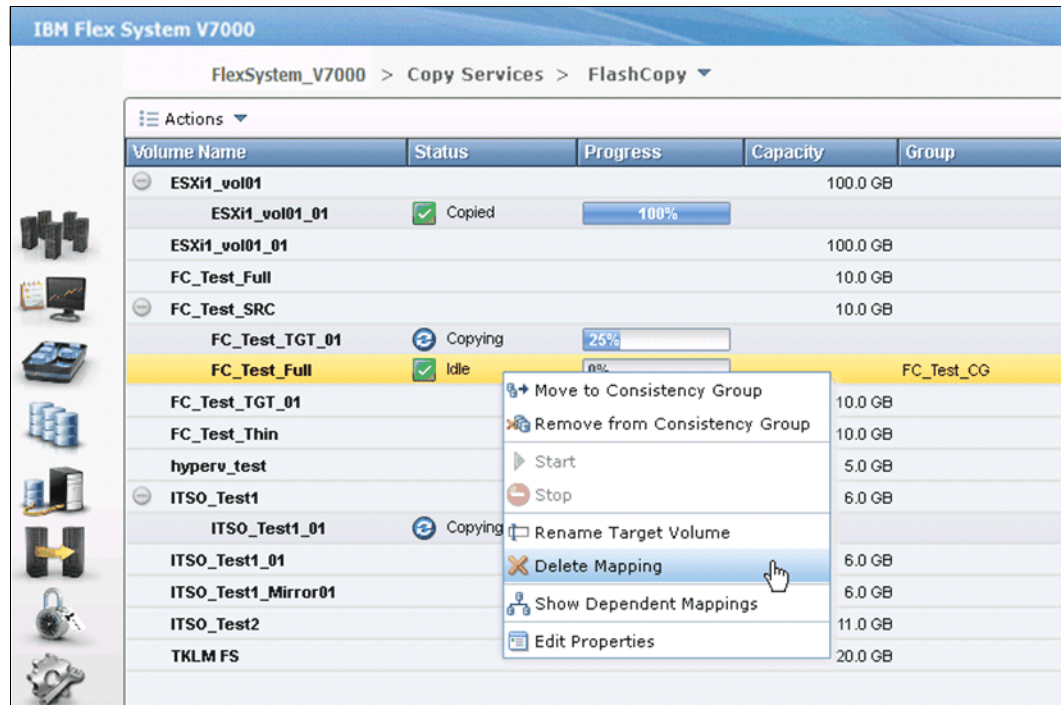 IBM Flex System V7000
FlexSystem_V7000 > Copy Services > FlashCopy
Actions
Volume Name Status Progress Capacity Group
ESXi1_vol01 100.0 GB
ESXi1_vol01_01 Copied 100%
ESXi1_vol01_01 100.0 GB
FC_Test_Full 10.0 GB
FC_Test_SRC 10.0 GB
FC_Test_TGT_01 Copying 25%
FC_Test_Full Idle 0% FC_Test_CG
Move to Consistency Group
FC_Test_TGT_01 10.0 GB
Remove from Consistency Group
FC_Test_Thin 10.0 GB
Start
hyperv_test 5.0 GB
Stop
ITSO_Test1 6.0 GB
ITSO_Test1_01 Copying
Rename Target Volume
ITSO_Test1_01 6.0 GB
Delete Mapping
ITSO_Test1_Mirror01 6.0 GB
Show Dependent Mappings
ITSO_Test2 11.0 GB
Edit Properties
TKLM FS 20.0 GB